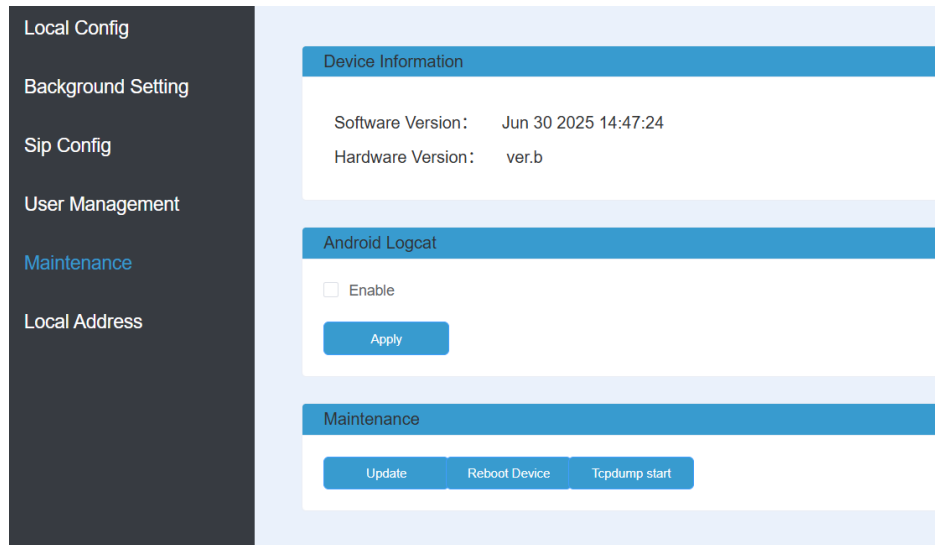 Local Config
Background Setting
Sip Config
User Management
Maintenance
Local Address
Device Information
Software Version： Jun 30 2025 14:47:24
Hardware Version： ver.b
Android Logcat
Enable
Apply
Maintenance
Update Reboot Device Tcpdump start